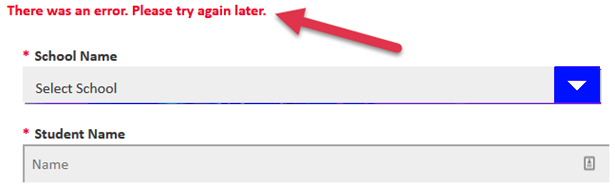 There was an error. Please try again later.
* School Name
Select School
* Student Name
Name